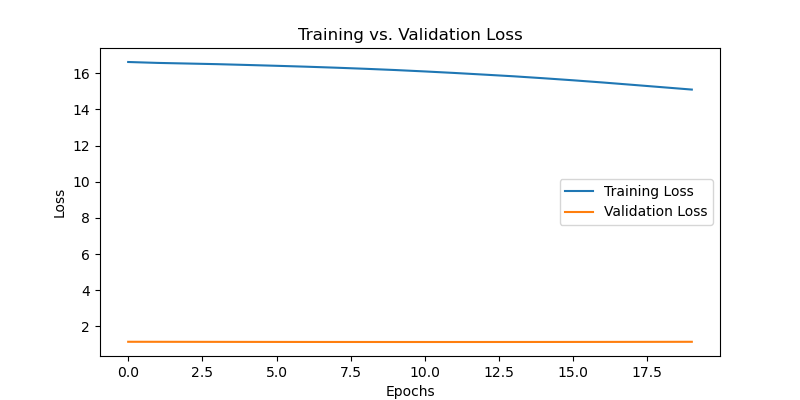 Training vs. Validation Loss
16
14
12
10
8
6
4
2
Loss
Training Loss
Validation Loss
0.0 2.5 5.0 7.5 10.0 12.5 15.0 17.5
Epochs